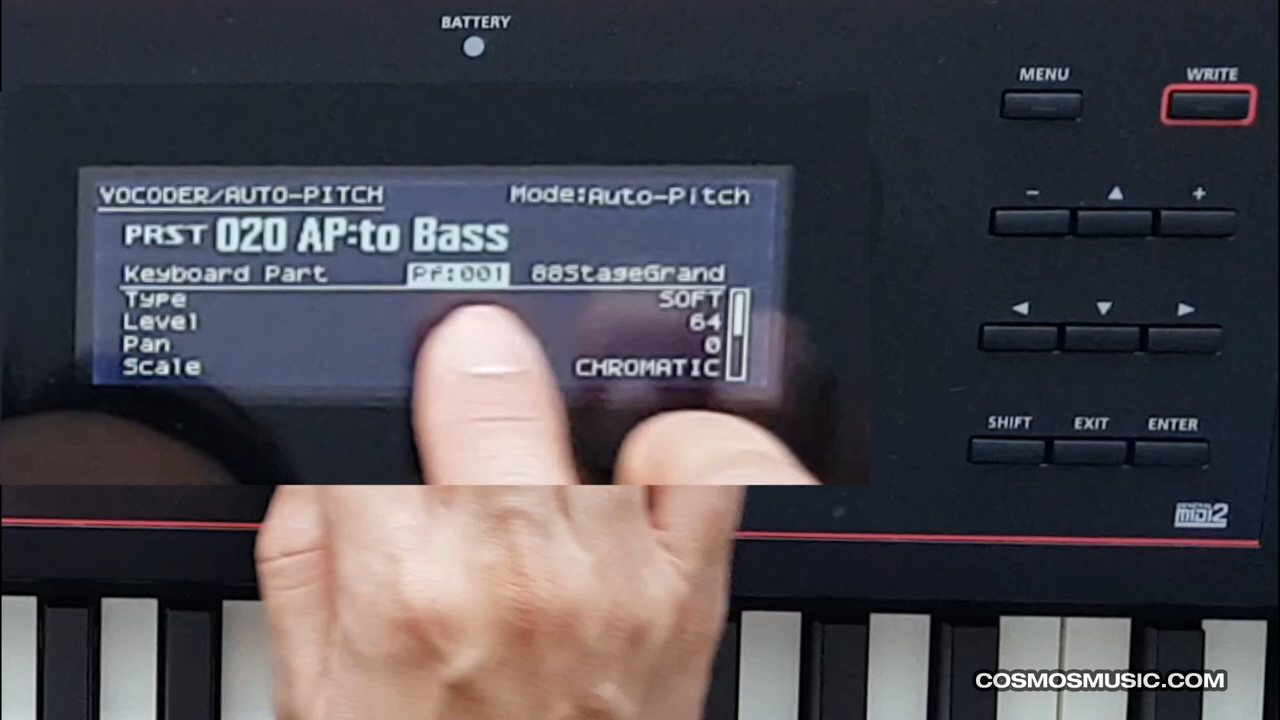 BATTERY
MENU
WRITE
VOCODER/AUTO-PITCH Mode:Auto-Pitch
PRST 020 AP:to Bass
Keyboard Part Pf:001 88StageGrand
Type SOFT
Level 64
Pan 0
Scale CHROMATIC
- +
SHIFT EXIT ENTER
GENERAL
MIDI2
COSMOSMUSIC.COM